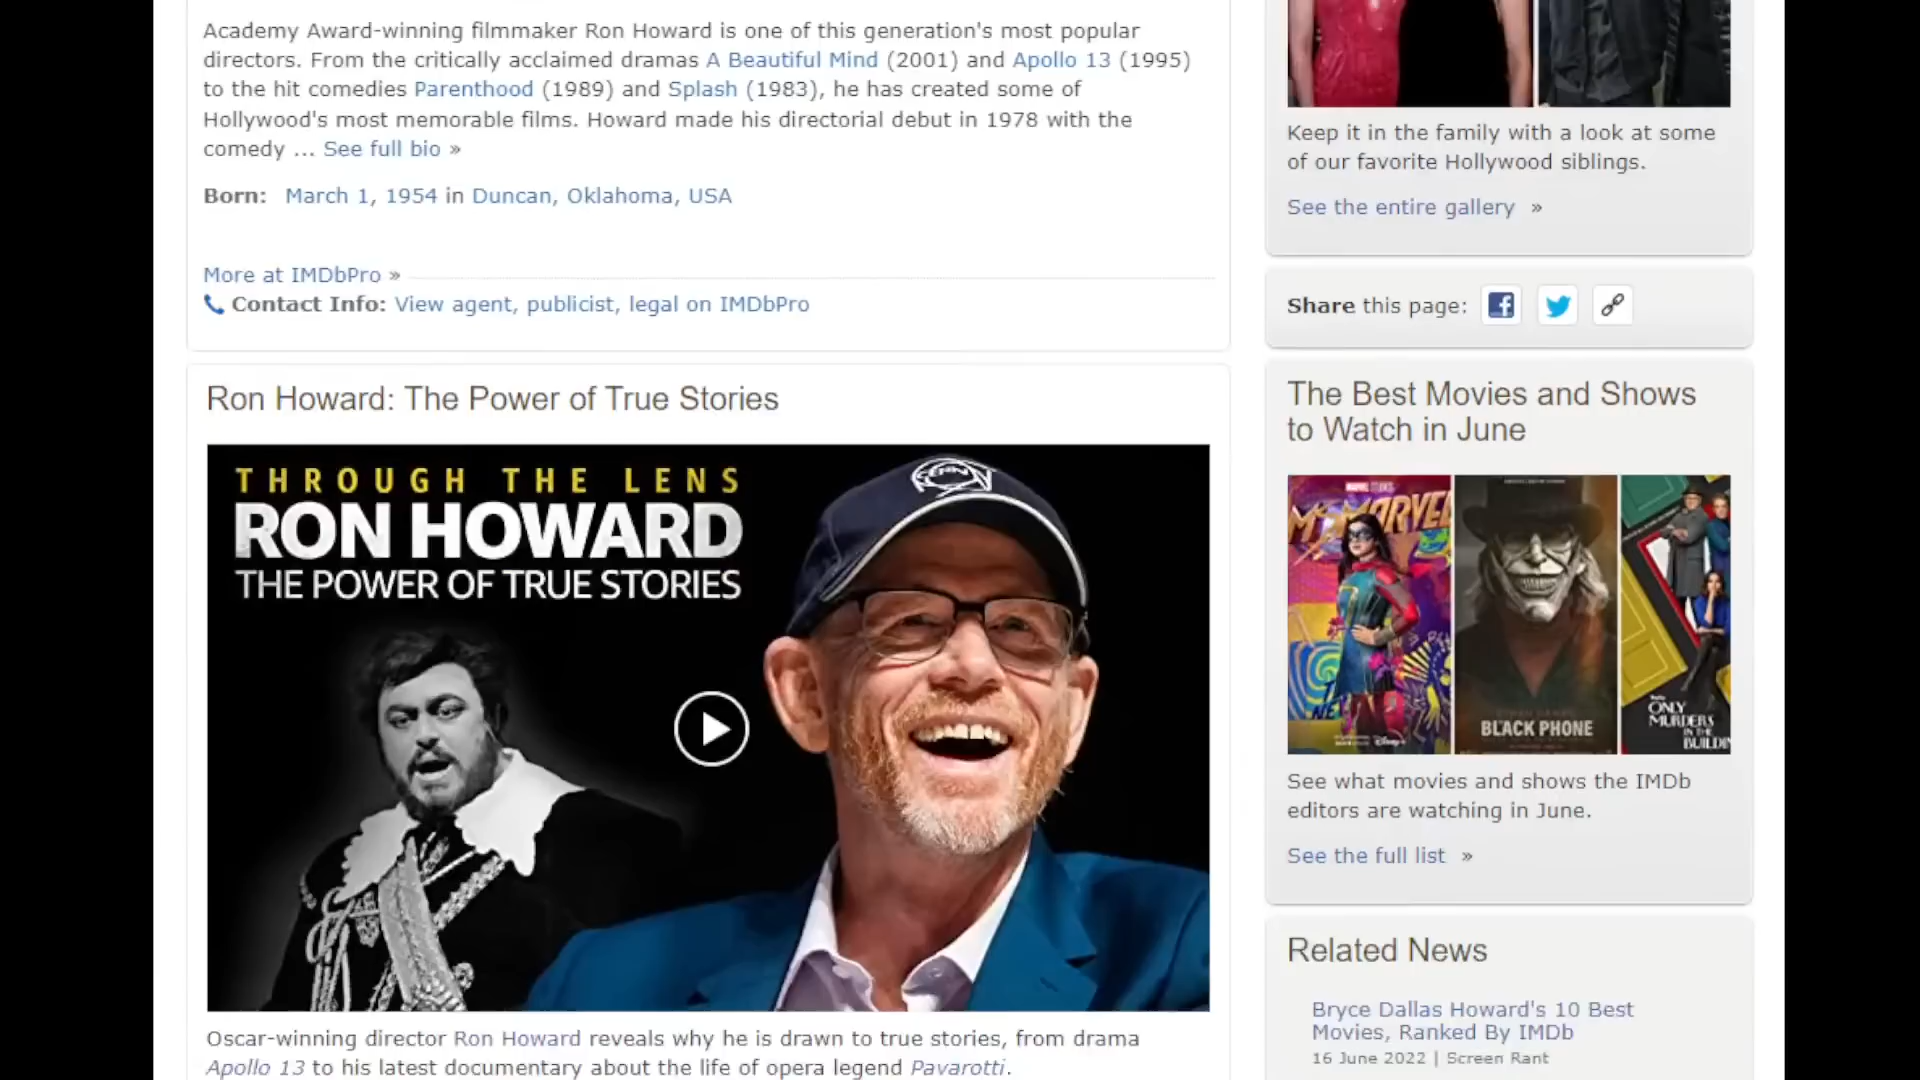 Academy Award-winning filmmaker Ron Howard is one of this generation's most popular
directors. From the critically acclaimed dramas A Beautiful Mind (2001) and Apollo 13 (1995)
to the hit comedies Parenthood (1989) and Splash (1983), he has created some of
Hollywood's most memorable films. Howard made his directorial debut in 1978 with the
comedy ... See full bio »
Born: March 1, 1954 in Duncan, Oklahoma, USA
More at IMDbPro »
Contact Info: View agent, publicist, legal on IMDbPro
Ron Howard: The Power of True Stories
THROUGH THE LENS
RON HOWARD
THE POWER OF TRUE STORIES
Oscar-winning director Ron Howard reveals why he is drawn to true stories, from drama
Apollo 13 to his latest documentary about the life of opera legend Pavarotti.
Keep it in the family with a look at some
of our favorite Hollywood siblings.
See the entire gallery »
Share this page:
The Best Movies and Shows
to Watch in June
MARVEL STUDIOS
MS MARVEL
BLACK PHONE
ONLY
MURDERS
IN THE
BUILDIN
See what movies and shows the IMDb
editors are watching in June.
See the full list »
Related News
Bryce Dallas Howard's 10 Best
Movies, Ranked By IMDb
16 June 2022 | Screen Rant